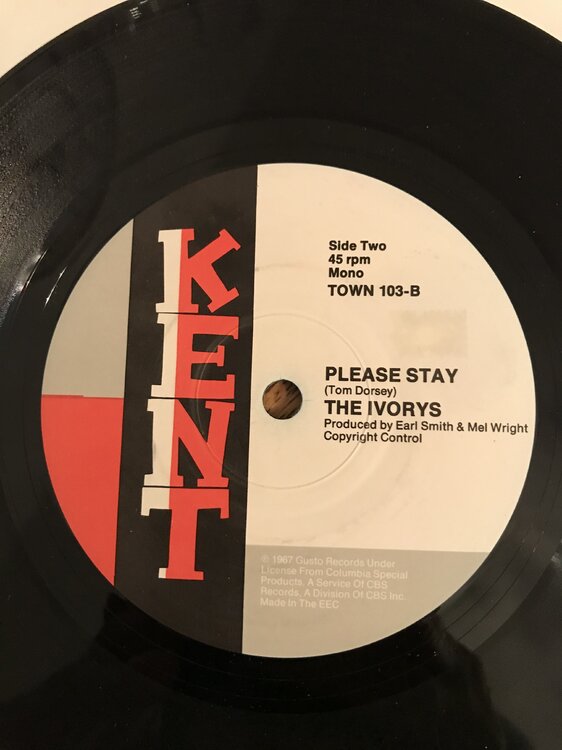 KENT
Side Two
45 rpm
Mono
TOWN 103-B
PLEASE STAY
(Tom Dorsey)
THE IVORYS
Produced by Earl Smith & Mel Wright
Copyright Control
℗ 1967 Gusto Records Under
License From Columbia Special
Products, A Service Of CBS
Records, A Division Of CBS Inc.
Made In The EEC